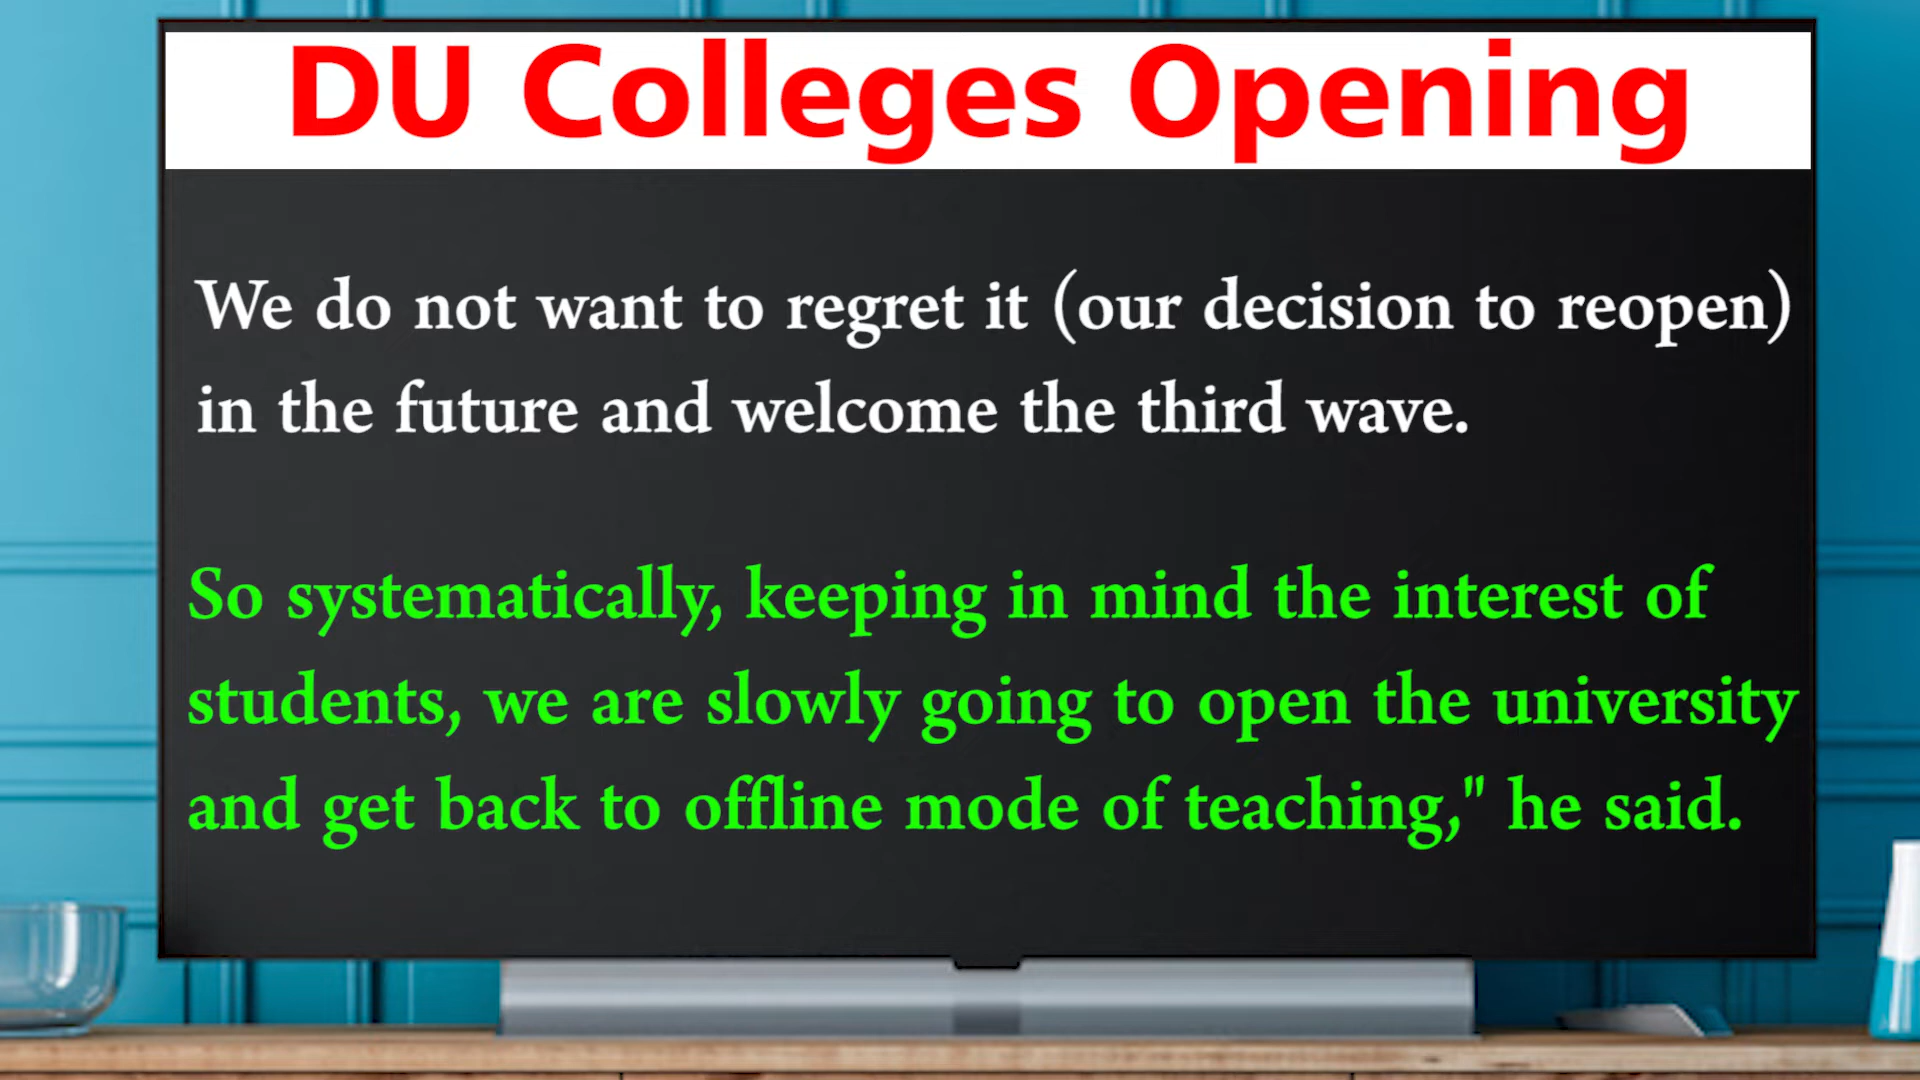 DU Colleges Opening
We do not want to regret it (our decision to reopen)
in the future and welcome the third wave.
So systematically, keeping in mind the interest of
students, we are slowly going to open the university
and get back to offline mode of teaching," he said.